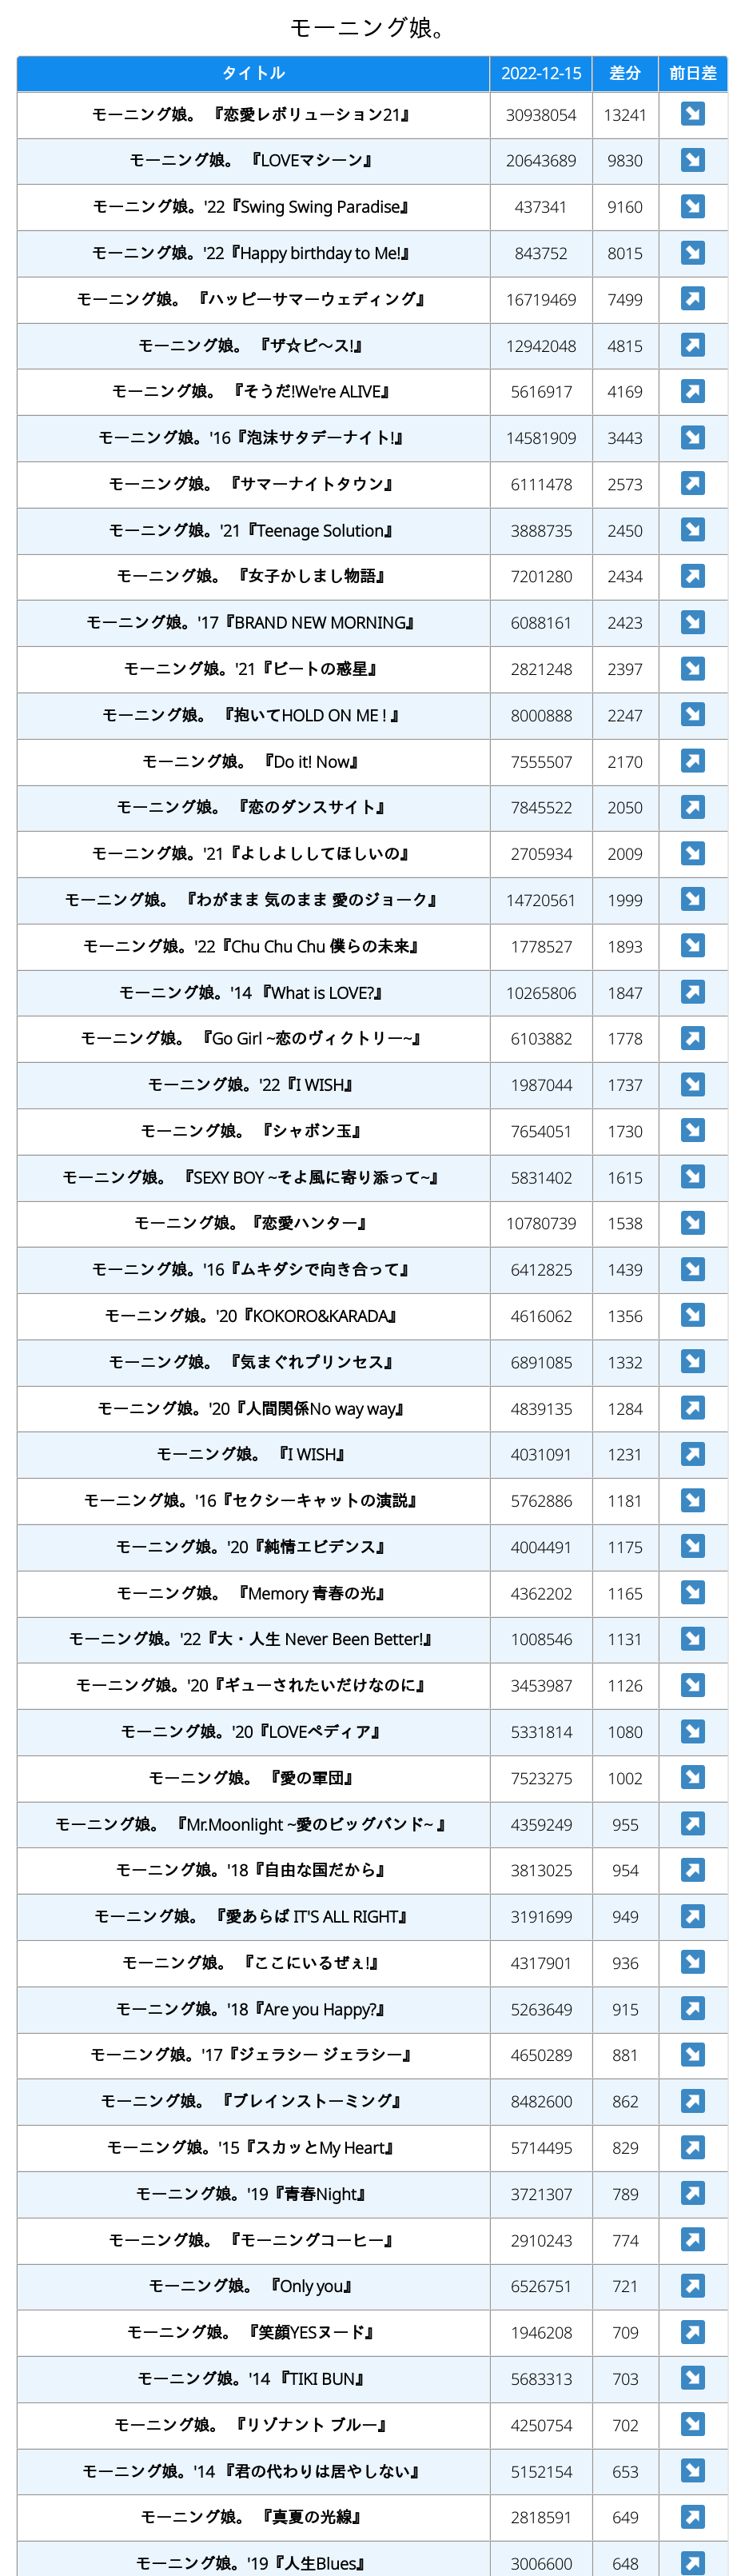 モーニング娘。
タイトル 2022-12-15 差分 前日差
モーニング娘。 『恋愛レボリューション21』 30938054 13241 ↘
モーニング娘。 『LOVEマシーン』 20643689 9830 ↘
モーニング娘。'22『Swing Swing Paradise』 437341 9160 ↘
モーニング娘。'22『Happy birthday to Me!』 843752 8015 ↘
モーニング娘。 『ハッピーサマーウェディング』 16719469 7499 ↗
モーニング娘。 『ザ☆ピ〜ス!』 12942048 4815 ↗
モーニング娘。 『そうだ!We're ALIVE』 5616917 4169 ↗
モーニング娘。'16『泡沫サタデーナイト!』 14581909 3443 ↘
モーニング娘。 『サマーナイトタウン』 6111478 2573 ↗
モーニング娘。'21『Teenage Solution』 3888735 2450 ↘
モーニング娘。 『女子かしまし物語』 7201280 2434 ↗
モーニング娘。'17『BRAND NEW MORNING』 6088161 2423 ↘
モーニング娘。'21『ビートの惑星』 2821248 2397 ↘
モーニング娘。 『抱いてHOLD ON ME ! 』 8000888 2247 ↘
モーニング娘。 『Do it! Now』 7555507 2170 ↗
モーニング娘。 『恋のダンスサイト』 7845522 2050 ↗
モーニング娘。'21『よしよししてほしいの』 2705934 2009 ↘
モーニング娘。 『わがまま 気のまま 愛のジョーク』 14720561 1999 ↘
モーニング娘。'22『Chu Chu Chu 僕らの未来』 1778527 1893 ↘
モーニング娘。'14 『What is LOVE?』 10265806 1847 ↗
モーニング娘。 『Go Girl ~恋のヴィクトリー~』 6103882 1778 ↗
モーニング娘。'22『I WISH』 1987044 1737 ↘
モーニング娘。 『シャボン玉』 7654051 1730 ↘
モーニング娘。 『SEXY BOY ~そよ風に寄り添って~』 5831402 1615 ↘
モーニング娘。『恋愛ハンター』 10780739 1538 ↘
モーニング娘。'16『ムキダシで向き合って』 6412825 1439 ↘
モーニング娘。'20『KOKORO&KARADA』 4616062 1356 ↘
モーニング娘。 『気まぐれプリンセス』 6891085 1332 ↘
モーニング娘。'20『人間関係No way way』 4839135 1284 ↗
モーニング娘。 『I WISH』 4031091 1231 ↗
モーニング娘。'16『セクシーキャットの演説』 5762886 1181 ↘
モーニング娘。'20『純情エビデンス』 4004491 1175 ↘
モーニング娘。 『Memory 青春の光』 4362202 1165 ↘
モーニング娘。'22『大・人生 Never Been Better!』 1008546 1131 ↘
モーニング娘。'20『ギューされたいだけなのに』 3453987 1126 ↘
モーニング娘。'20『LOVEペディア』 5331814 1080 ↘
モーニング娘。 『愛の軍団』 7523275 1002 ↘
モーニング娘。 『Mr.Moonlight ~愛のビッグバンド~ 』 4359249 955 ↗
モーニング娘。'18『自由な国だから』 3813025 954 ↗
モーニング娘。 『愛あらば IT'S ALL RIGHT』 3191699 949 ↗
モーニング娘。 『ここにいるぜぇ!』 4317901 936 ↘
モーニング娘。'18『Are you Happy?』 5263649 915 ↗
モーニング娘。'17『ジェラシー ジェラシー』 4650289 881 ↘
モーニング娘。 『ブレインストーミング』 8482600 862 ↗
モーニング娘。'15『スカッとMy Heart』 5714495 829 ↗
モーニング娘。'19『青春Night』 3721307 789 ↗
モーニング娘。 『モーニングコーヒー』 2910243 774 ↗
モーニング娘。 『Only you』 6526751 721 ↗
モーニング娘。 『笑顔YESヌード』 1946208 709 ↗
モーニング娘。'14 『TIKI BUN』 5683313 703 ↘
モーニング娘。 『リゾナント ブルー』 4250754 702 ↘
モーニング娘。'14 『君の代わりは居やしない』 5152154 653 ↘
モーニング娘。 『真夏の光線』 2818591 649 ↗
モーニング娘。'19『人生Blues』 3006600 648 ↗